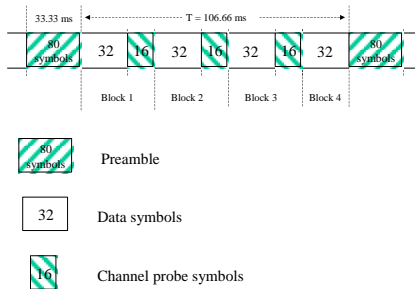 33.33 ms T = 106.66 ms
80 symbols 32 16 32 16 32 16 32 80 symbols
Block 1 Block 2 Block 3 Block 4
80 symbols Preamble
32 Data symbols
16 Channel probe symbols